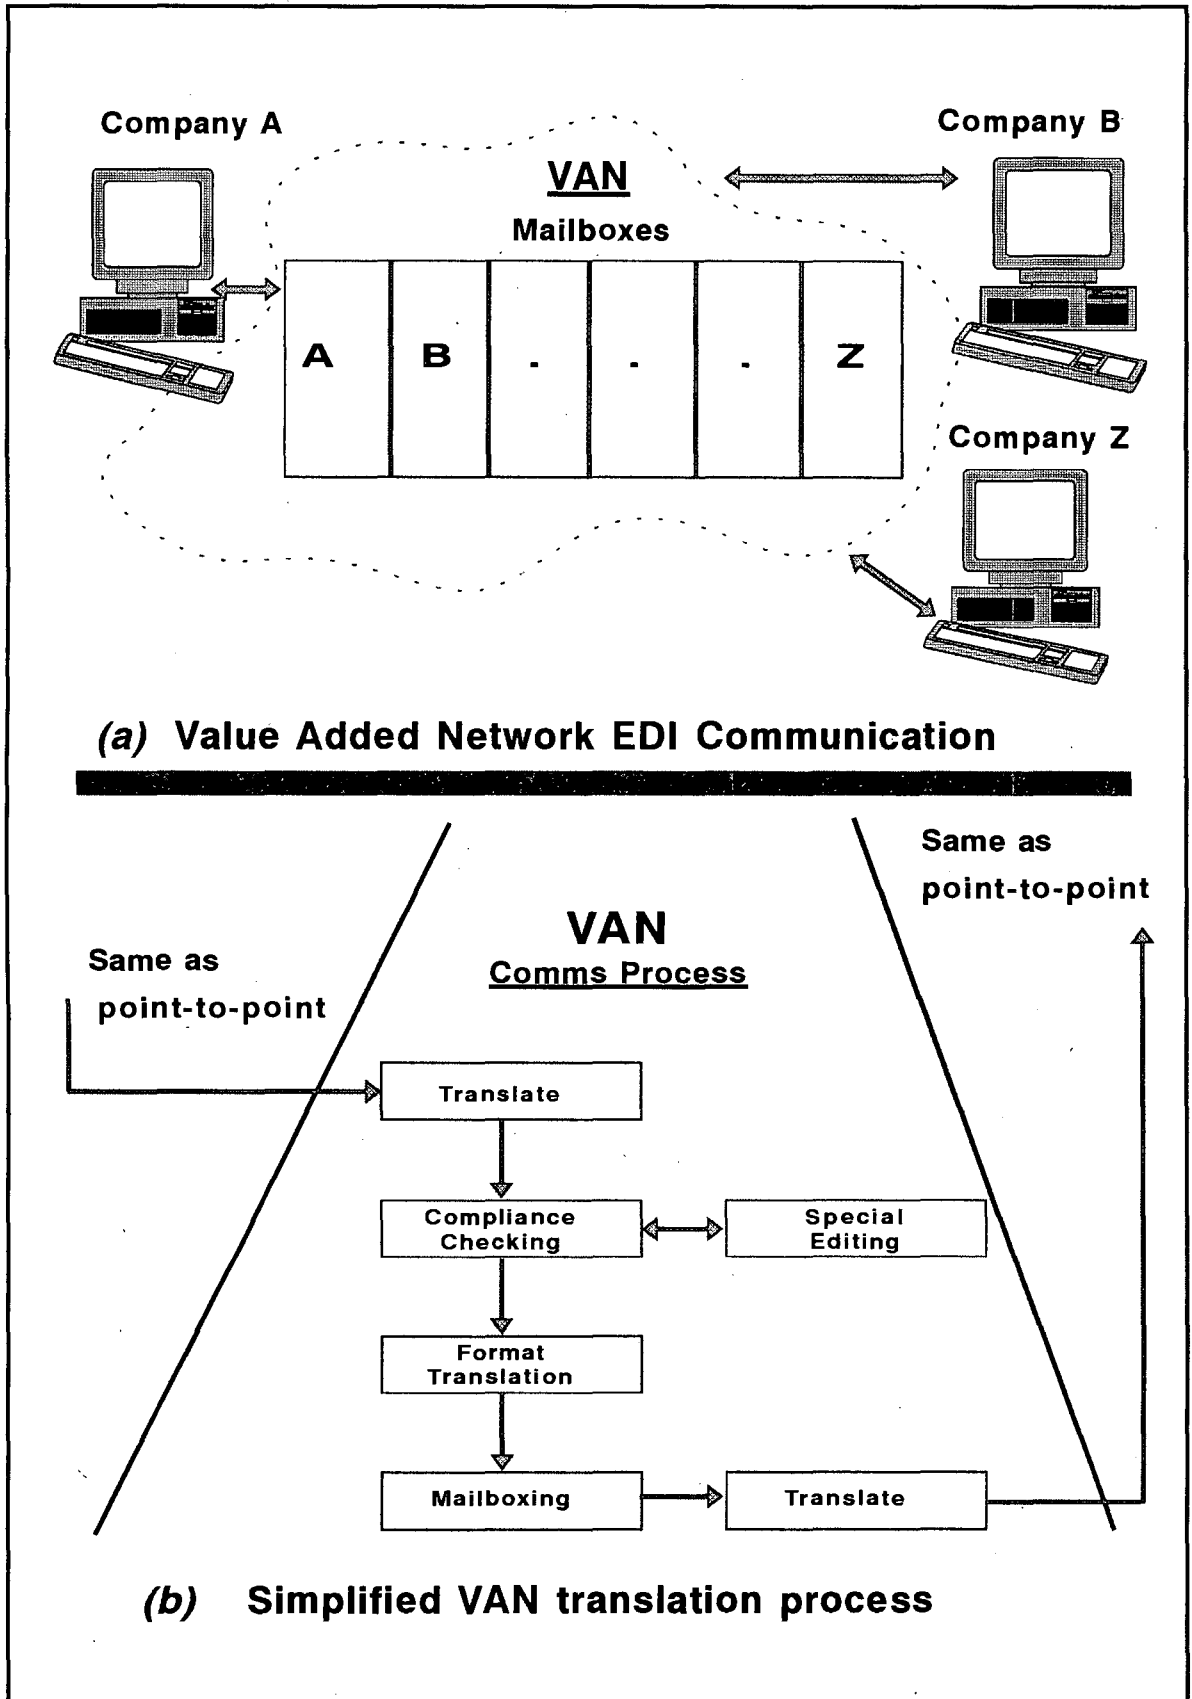 Company A
Company B
VAN
Mailboxes
A B . . . Z
Company Z
(a) Value Added Network EDI Communication
Same as
point-to-point
VAN
Comms Process
Same as
point-to-point
Translate
Compliance
Checking
Special
Editing
Format
Translation
Mailboxing
Translate
(b) Simplified VAN translation process